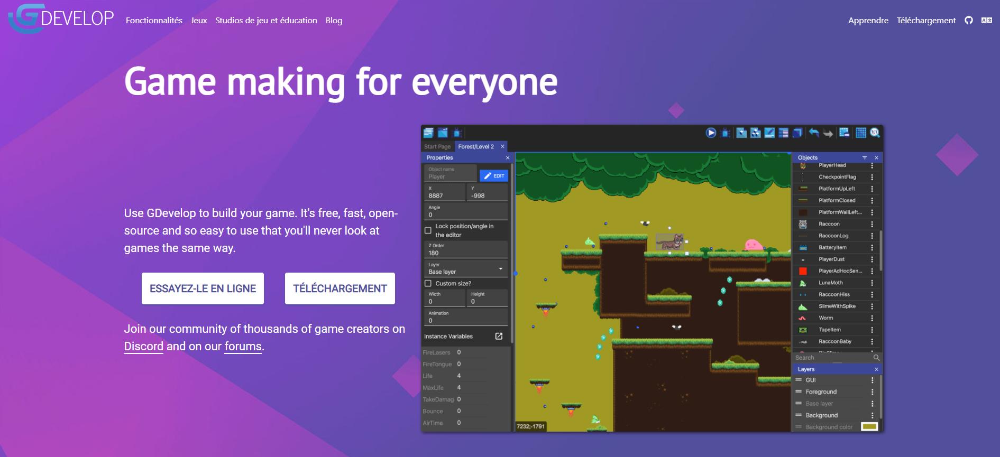 GDEVELOP
Fonctionnalités Jeux Studios de jeu et éducation Blog
Apprendre Téléchargement
Game making for everyone
Use GDevelop to build your game. It's free, fast, open-
source and so easy to use that you'll never look at
games the same way.
ESSAYEZ-LE EN LIGNE
TÉLÉCHARGEMENT
Join our community of thousands of game creators on
Discord and on our forums.
Start Page
Forest/Level 2
Properties
Object name
Player
EDIT
X
8887
Y
-998
Angle
0
Lock position/angle in
the editor
Z Order
180
Layer
Base layer
Custom size?
Width
0
Height
0
Animation
0
Instance Variables
FireLasers 0
FireTongue 0
Life 4
MaxLife 4
TakeDamag 0
Bounce 0
AirTime 0
7232;-1791
Objects
PlayerHead
CheckpointFlag
PlatformUpLeft
PlatformClosed
PlatformWallLeft...
Raccoon
RaccoonLog
BatteryItem
PlayerDust
PlayerAdHocSen...
LunaMoth
RaccoonHiss
SlimeWithSpike
Worm
TapeItem
RaccoonBaby
Search
Layers
GUI
Foreground
Base layer
Background
Background color